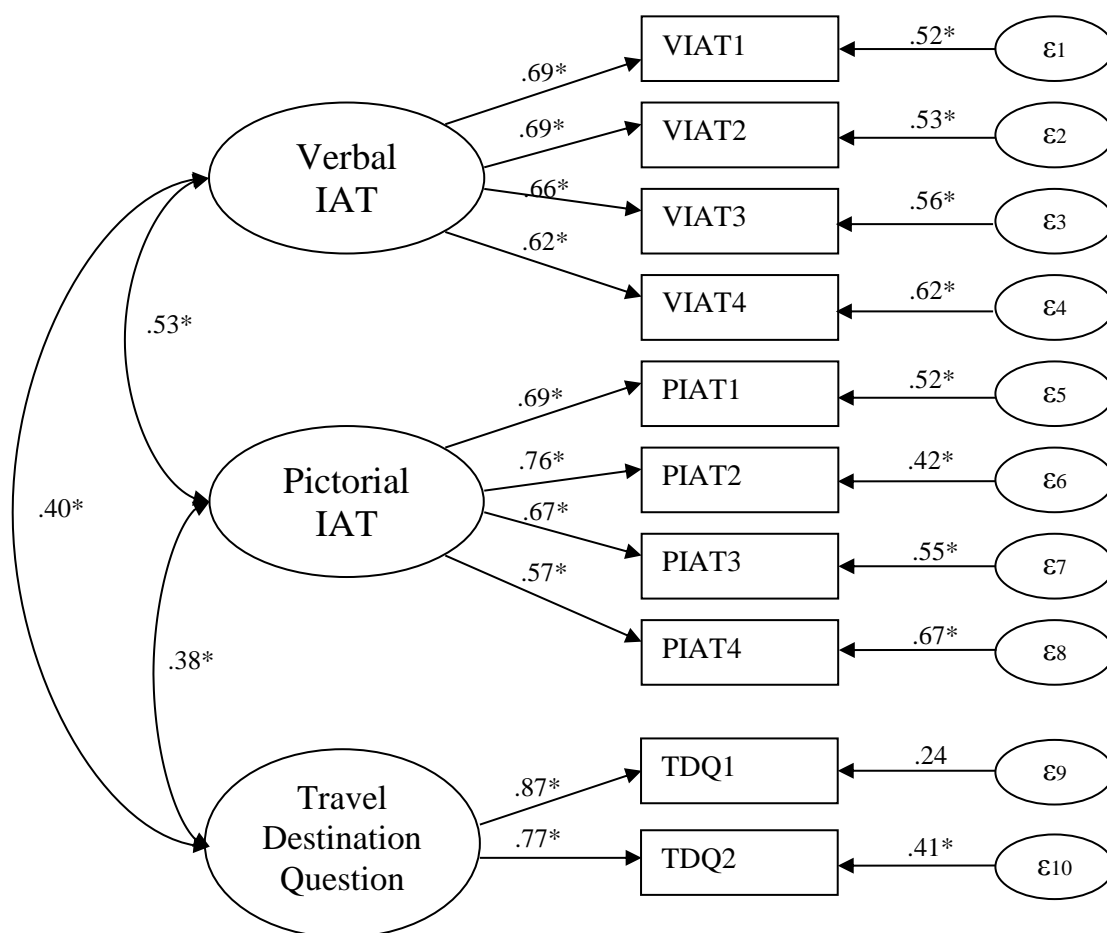 VIAT1
.52*
ε1
.69*
VIAT2
.53*
ε2
.69*
Verbal
IAT
VIAT3
.56*
ε3
.66*
.62*
VIAT4
.62*
ε4
.53*
PIAT1
.52*
ε5
.69*
Pictorial
IAT
PIAT2
.42*
ε6
.76*
.67*
.40*
PIAT3
.55*
ε7
.57*
PIAT4
.67*
ε8
.38*
TDQ1
.24
ε9
.87*
Travel
Destination
Question
.77*
TDQ2
.41*
ε10